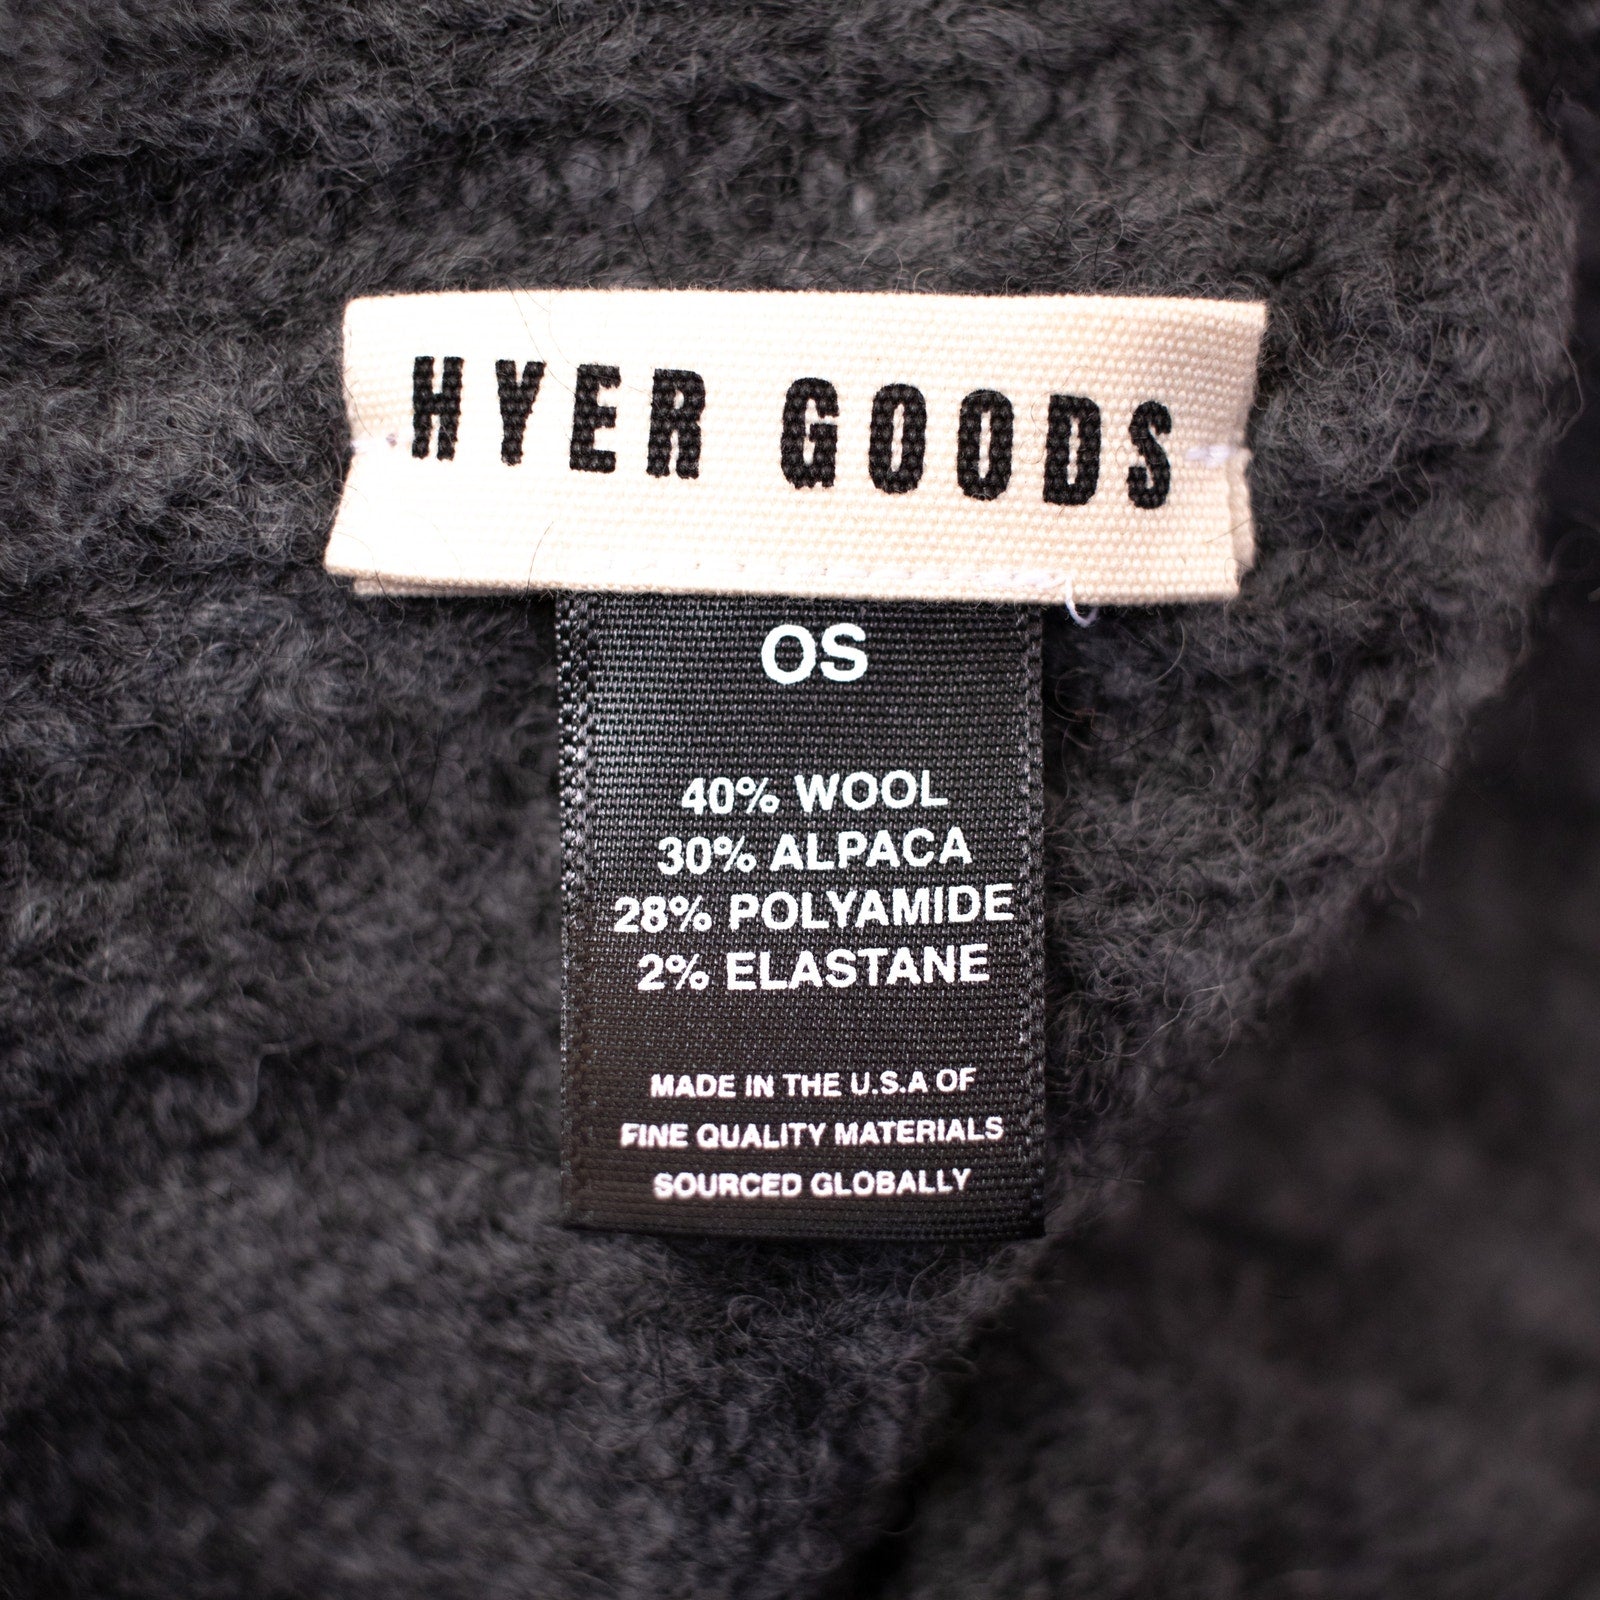 HYER GOODS
OS
40% WOOL
30% ALPACA
28% POLYAMIDE
2% ELASTANE
MADE IN THE U.S.A OF
FINE QUALITY MATERIALS
SOURCED GLOBALLY